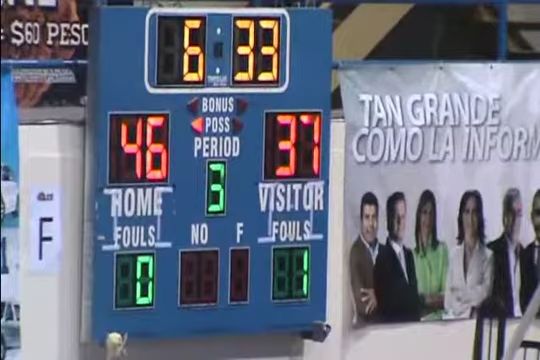 $60 PESO
6:33
BONUS
POSS
PERIOD
46 37
3
HOME VISITOR
FOULS NO F FOULS
0 1
F
TAN GRANDE
COMO LA INFORM